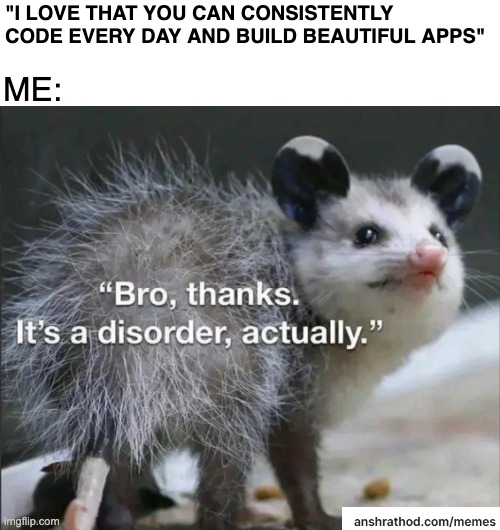 "I LOVE THAT YOU CAN CONSISTENTLY
CODE EVERY DAY AND BUILD BEAUTIFUL APPS"
ME:
“Bro, thanks.
It’s a disorder, actually.”
imgflip.com
anshrathod.com/memes